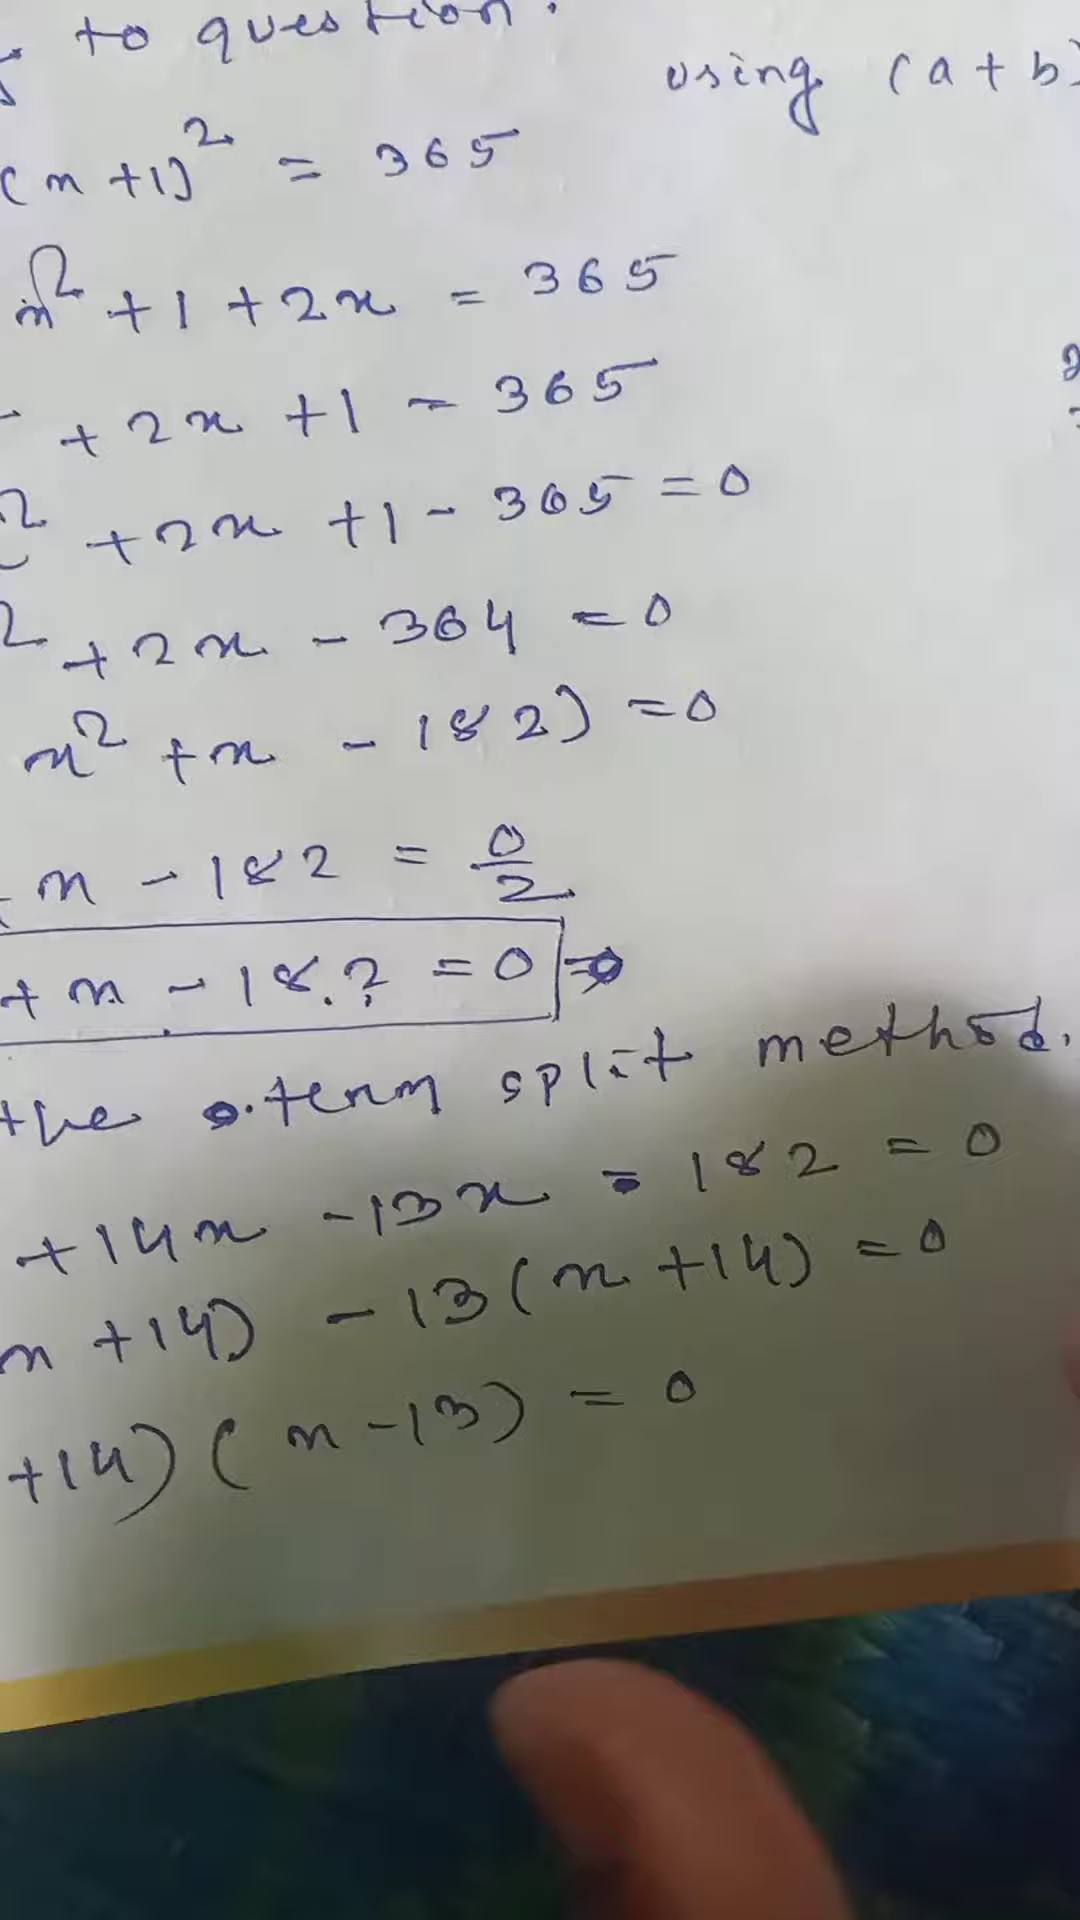 to question.
using (a+b)
(x+1)² = 365
x² +1 +2x = 365
+2x +1 = 365
² +2x +1 - 365 = 0
² +2x - 364 = 0
x² +x - 182) = 0
x - 182 = 0/2
+ x - 182 = 0 ⇒
the term split method.
+14x -13x - 182 = 0
x +14) -13(x +14) = 0
+14) (x -13) = 0